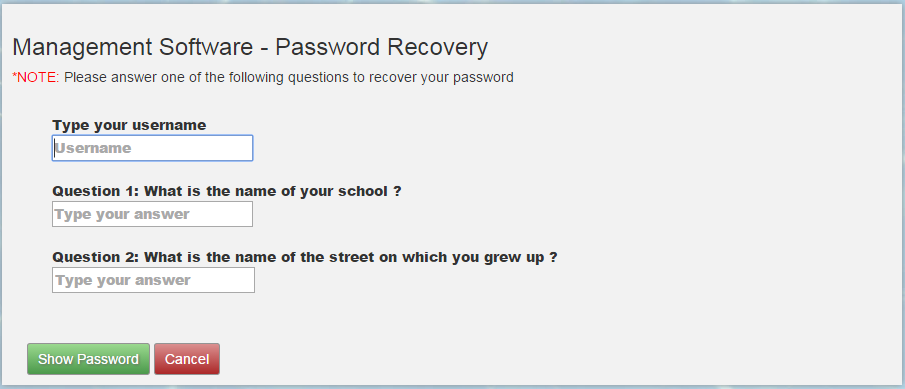 Management Software - Password Recovery
*NOTE: Please answer one of the following questions to recover your password
Type your username
Username
Question 1: What is the name of your school ?
Type your answer
Question 2: What is the name of the street on which you grew up ?
Type your answer
Show Password Cancel